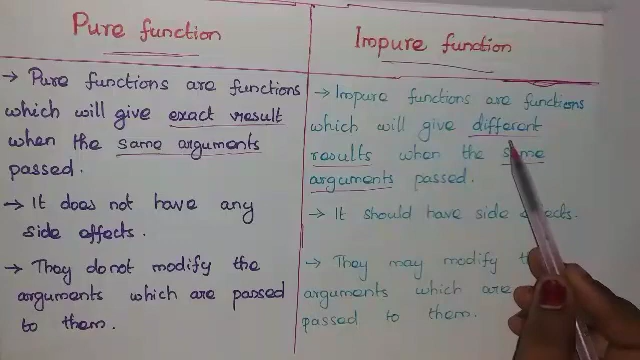 Pure function
→ Pure functions are functions
which will give exact result
when the same arguments
passed.
→ It does not have any
side effects.
→ They do not modify the
arguments which are passed
to them.
Impure function
→ Impure functions are functions
which will give different
results when the same
arguments passed.
→ It should have side effects.
→ They may modify
arguments which are
passed to them.